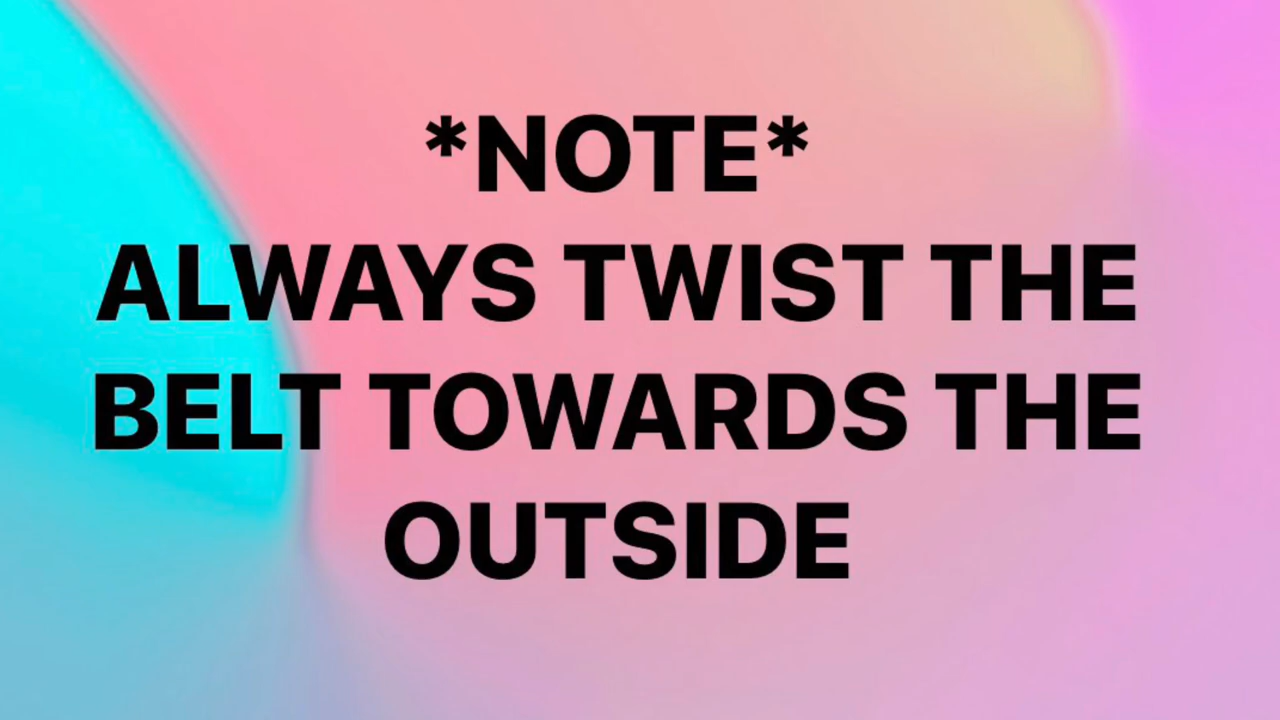 *NOTE*
ALWAYS TWIST THE
BELT TOWARDS THE
OUTSIDE